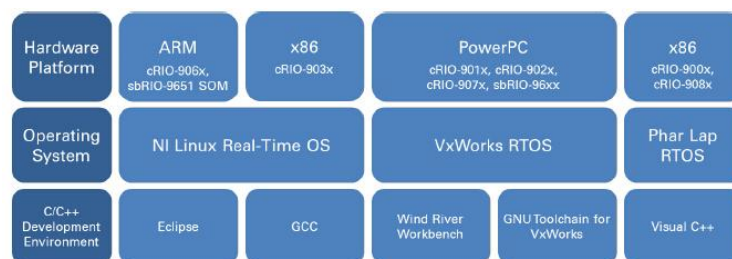 Hardware
Platform
ARM
cRIO-906x,
sbRIO-9651 SOM
x86
cRIO-903x
PowerPC
cRIO-901x, cRIO-902x,
cRIO-907x, sbRIO-96xx
x86
cRIO-900x,
cRIO-908x
Operating
System
NI Linux Real-Time OS
VxWorks RTOS
Phar Lap
RTOS
C/C++
Development
Environment
Eclipse
GCC
Wind River
Workbench
GNU Toolchain for
VxWorks
Visual C++